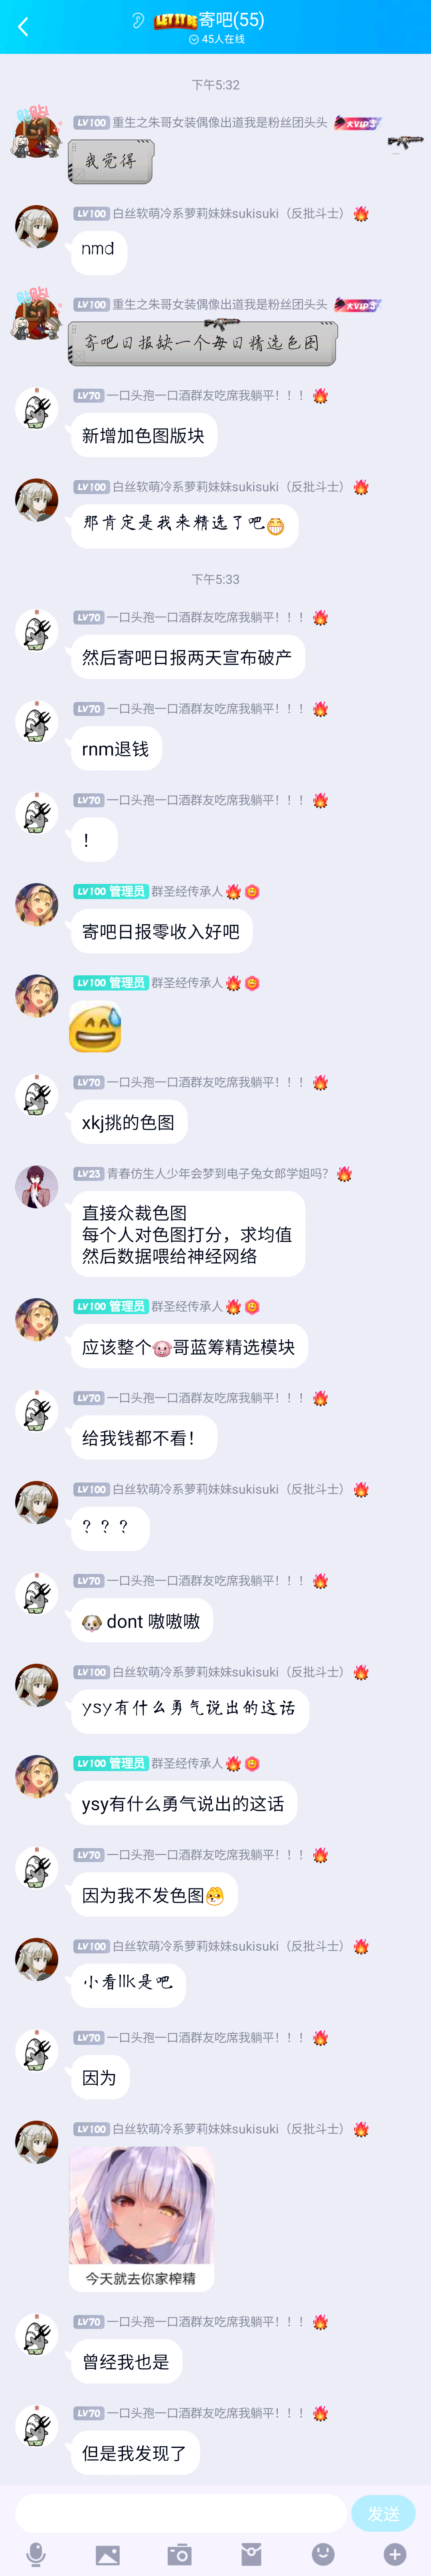 LET IT BE寄吧(55)
45人在线
下午5:32
贴贴
LV100 重生之朱哥女装偶像出道我是粉丝团头头 大VIP5
我觉得
LV100 白丝软萌冷系萝莉妹妹sukisuki（反批斗士）🔥
nmd
贴贴
LV100 重生之朱哥女装偶像出道我是粉丝团头头 大VIP5
寄吧日报缺一个每日精选色图
LV70 一口头孢一口酒群友吃席我躺平！！！🔥
新增加色图版块
LV100 白丝软萌冷系萝莉妹妹sukisuki（反批斗士）🔥
那肯定是我来精选了吧😁
下午5:33
LV70 一口头孢一口酒群友吃席我躺平！！！🔥
然后寄吧日报两天宣布破产
LV70 一口头孢一口酒群友吃席我躺平！！！🔥
rnm退钱
LV70 一口头孢一口酒群友吃席我躺平！！！🔥
！
LV100 管理员 群圣经传承人🔥
寄吧日报零收入好吧
LV100 管理员 群圣经传承人🔥
LV70 一口头孢一口酒群友吃席我躺平！！！🔥
xkj挑的色图
LV23 青春仿生人少年会梦到电子兔女郎学姐吗？🔥
直接众裁色图
每个人对色图打分，求均值
然后数据喂给神经网络
LV100 管理员 群圣经传承人🔥
应该整个🐷哥蓝筹精选模块
LV70 一口头孢一口酒群友吃席我躺平！！！🔥
给我钱都不看！
LV100 白丝软萌冷系萝莉妹妹sukisuki（反批斗士）🔥
？？？
LV70 一口头孢一口酒群友吃席我躺平！！！🔥
🐶 dont 嗷嗷嗷
LV100 白丝软萌冷系萝莉妹妹sukisuki（反批斗士）🔥
ysy有什么勇气说出的这话
LV100 管理员 群圣经传承人🔥
ysy有什么勇气说出的这话
LV70 一口头孢一口酒群友吃席我躺平！！！🔥
因为我不发色图
LV100 白丝软萌冷系萝莉妹妹sukisuki（反批斗士）🔥
小看llk是吧
LV70 一口头孢一口酒群友吃席我躺平！！！🔥
因为
LV100 白丝软萌冷系萝莉妹妹sukisuki（反批斗士）🔥
今天就去你家榨精
LV70 一口头孢一口酒群友吃席我躺平！！！🔥
曾经我也是
LV70 一口头孢一口酒群友吃席我躺平！！！🔥
但是我发现了
发送